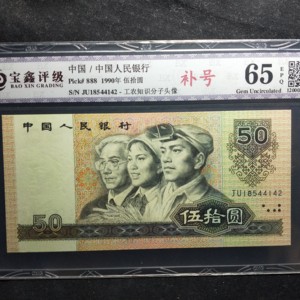 宝鑫评级
BAO XIN GRADING
中国 / 中国人民银行
Pick# 888 1990年 伍拾圆
S/N JU18544142 - 工农知识分子头像
补号
65
EPQ
Gem Uncirculated
中国人民银行
50
JU18544142
50
伍拾圆